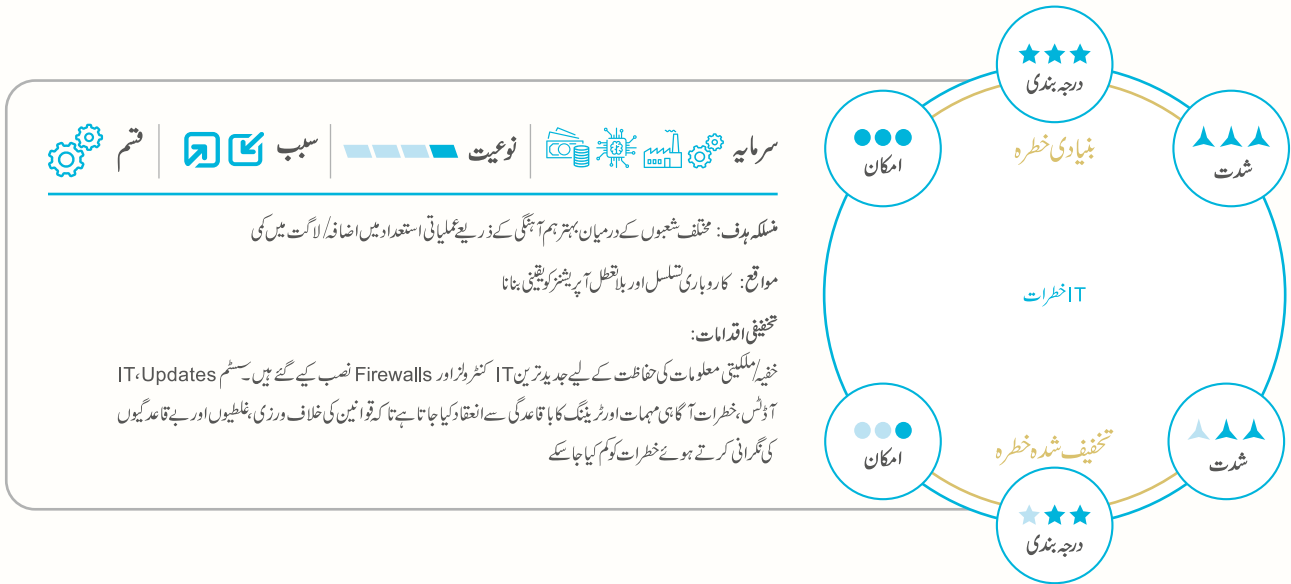 درجہ بندی
شدت
بنیادی خطرہ
امکان
سرمایہ
نوعیت
سبب
قسم
منسلکہ ہدف: مختلف شعبوں کے درمیان بہتر ہم آہنگی کے ذریعے عملیاتی استعداد میں اضافہ/ لاگت میں کمی
مواقع: کاروباری تسلسل اور بلا تعطل آپریشنز کو یقینی بنانا
IT خطرات
تخفیفی اقدامات:
خفیہ/ملکیتی معلومات کی حفاظت کے لیے جدید ترین IT کنٹرولز اور Firewalls نصب کیے گئے ہیں۔ سسٹم IT،Updates
آڈٹس، خطرات آگاہی مہمات اور ٹریننگ کا باقاعدگی سے انعقاد کیا جاتا ہے تاکہ قوانین کی خلاف ورزی، غلطیوں اور بے قاعدگیوں
کی نگرانی کرتے ہوئے خطرات کو کم کیا جا سکے
شدت
تخفیف شدہ خطرہ
امکان
درجہ بندی